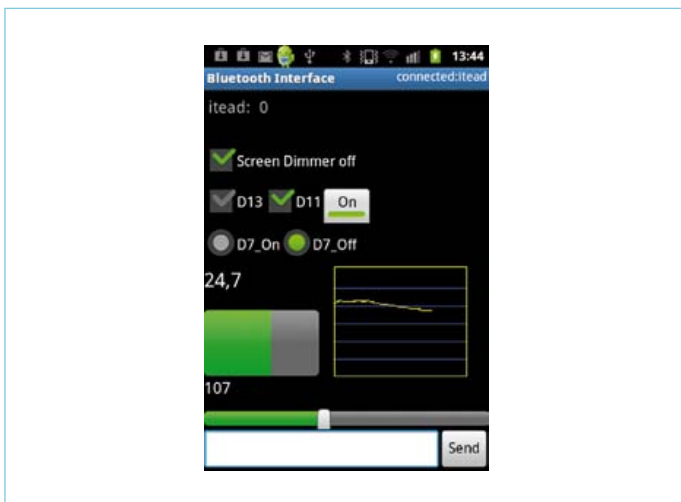 13:44
Bluetooth Interface connected:itead
itead: 0
Screen Dimmer off
D13 D11 On
D7_On D7_Off
24,7
107
Send